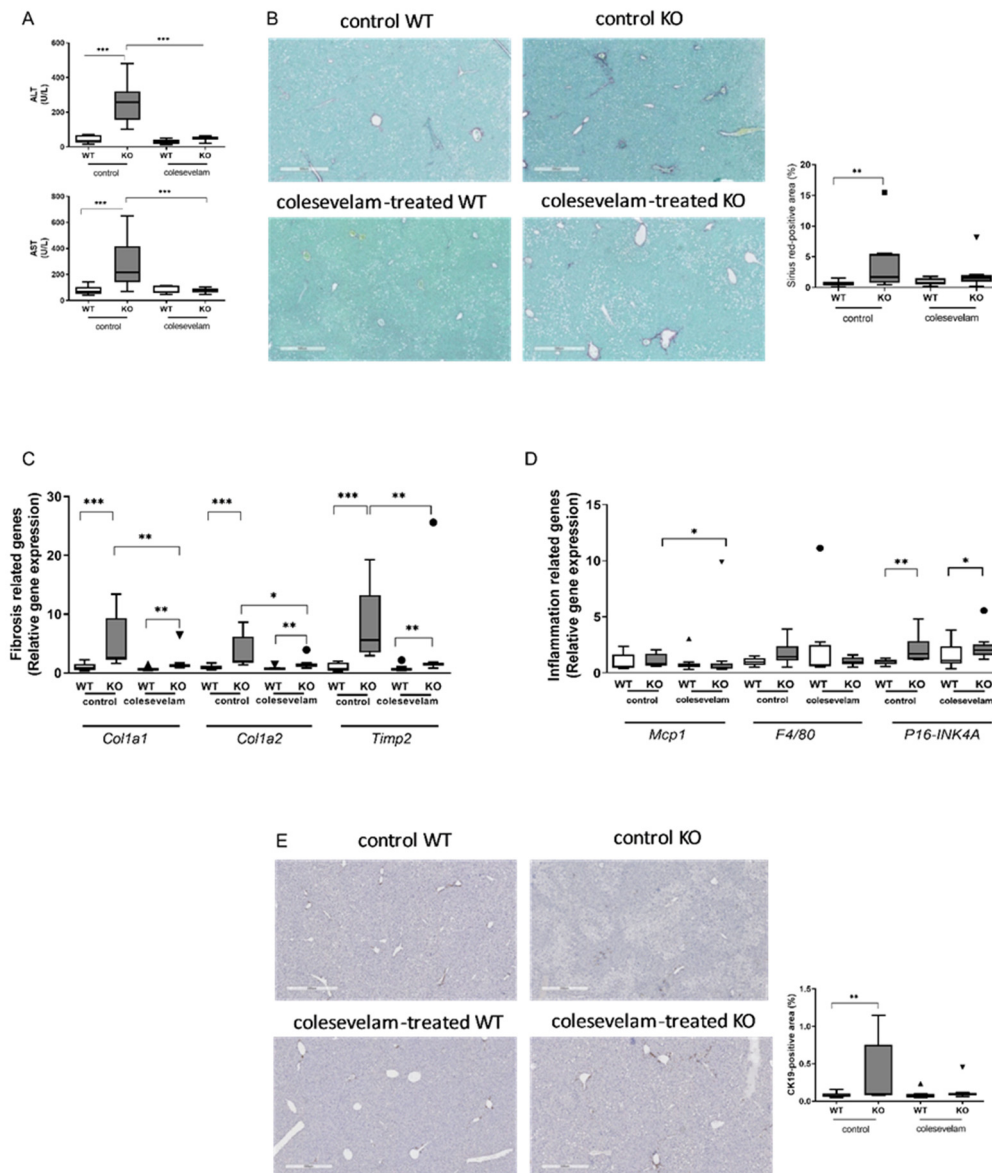 A
ALT
(U/L)
600
400
200
0
***
***
WT KO WT KO
control colesevelam
AST
(U/L)
800
600
400
200
0
***
***
WT KO WT KO
control colesevelam
B
control WT control KO
colesevelam-treated WT colesevelam-treated KO
Sirius red-positive area (%)
20
15
10
5
0
**
WT KO WT KO
control colesevelam
C
Fibrosis related genes
(Relative gene expression)
30
20
10
0
*** *** *** **
** *
** ** **
WT KO WT KO WT KO WT KO WT KO WT KO
control colesevelam control colesevelam control colesevelam
Col1a1 Col1a2 Timp2
D
Inflammation related genes
(Relative gene expression)
15
10
5
0
* ** *
WT KO WT KO WT KO WT KO WT KO WT KO
control colesevelam control colesevelam control colesevelam
Mcp1 F4/80 P16-INK4A
E
control WT control KO
colesevelam-treated WT colesevelam-treated KO
CK19-positive area (%)
1.5
1.0
0.5
0.0
**
WT KO WT KO
control colesevelam